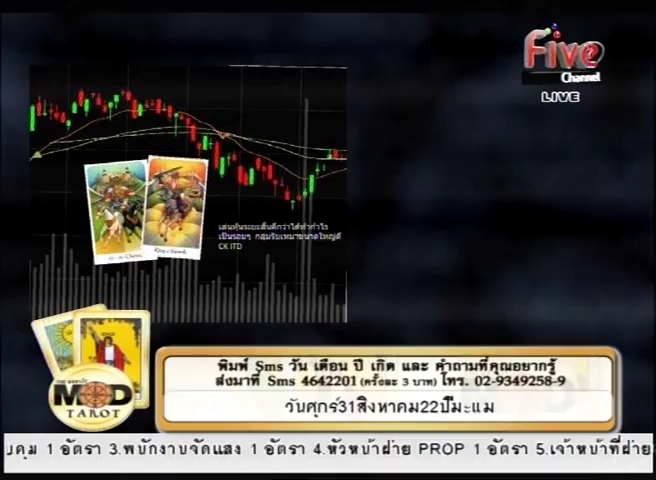 Five
Channel
LIVE
เล่นหุ้นระยะสั้นดีกว่าได้ทำกำไร
เป็นรอบๆ กลุ่มรับเหมาขนาดใหญ่ดี
CK ITD
พิมพ์ Sms วัน เดือน ปี เกิด และ คำถามที่คุณอยากรู้
ส่งมาที่ Sms 4642201 (ครั้งละ 3 บาท) โทร. 02-9349258-9
MOD
TAROT
วันศุกร์31สิงหาคม22ปีมะแม
บคุม 1 อัตรา 3.พนักงานจัดแสง 1 อัตรา 4.หัวหน้าฝ่าย PROP 1 อัตรา 5.เจ้าหน้าที่ฝ่าย